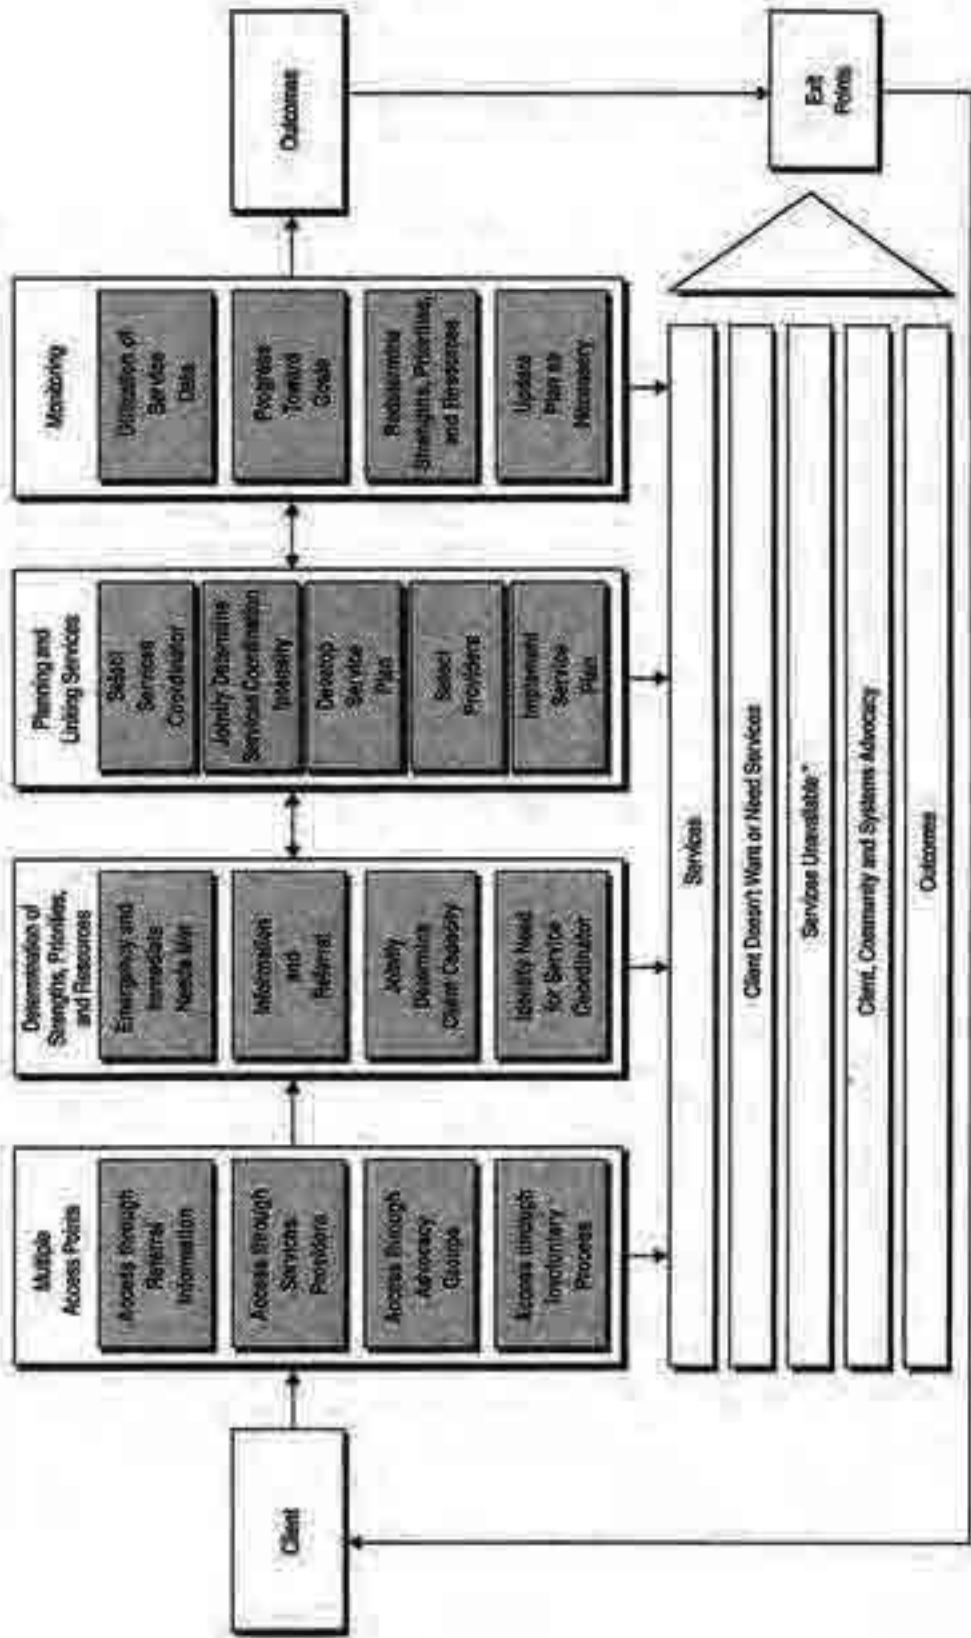 Client
Multiple
Access Points
Access through
Referral
Information
Access through
Services
Providers
Access through
Advocacy
Groups
Access through
Involuntary
Process
Determination of
Strengths, Priorities,
and Resources
Emergency and
Immediate
Needs Met
Information
and
Referral
Jointly
Determine
Client Capacity
Identify Need
for Service
Coordinator
Planning and
Linking Services
Select
Services
Coordinator
Jointly Determine
Services Coordination
Intensity
Develop
Service
Plan
Select
Providers
Implement
Service
Plan
Monitoring
Utilization of
Service
Data
Progress
Toward
Goals
Redetermine
Strenghts, Priorities,
and Resources
Update
Plan as
Necessary
Outcomes
Services
Client Doesn't Want or Need Services
Services Unavailable*
Client, Community and Systems Advocacy
Outcomes
Exit
Points